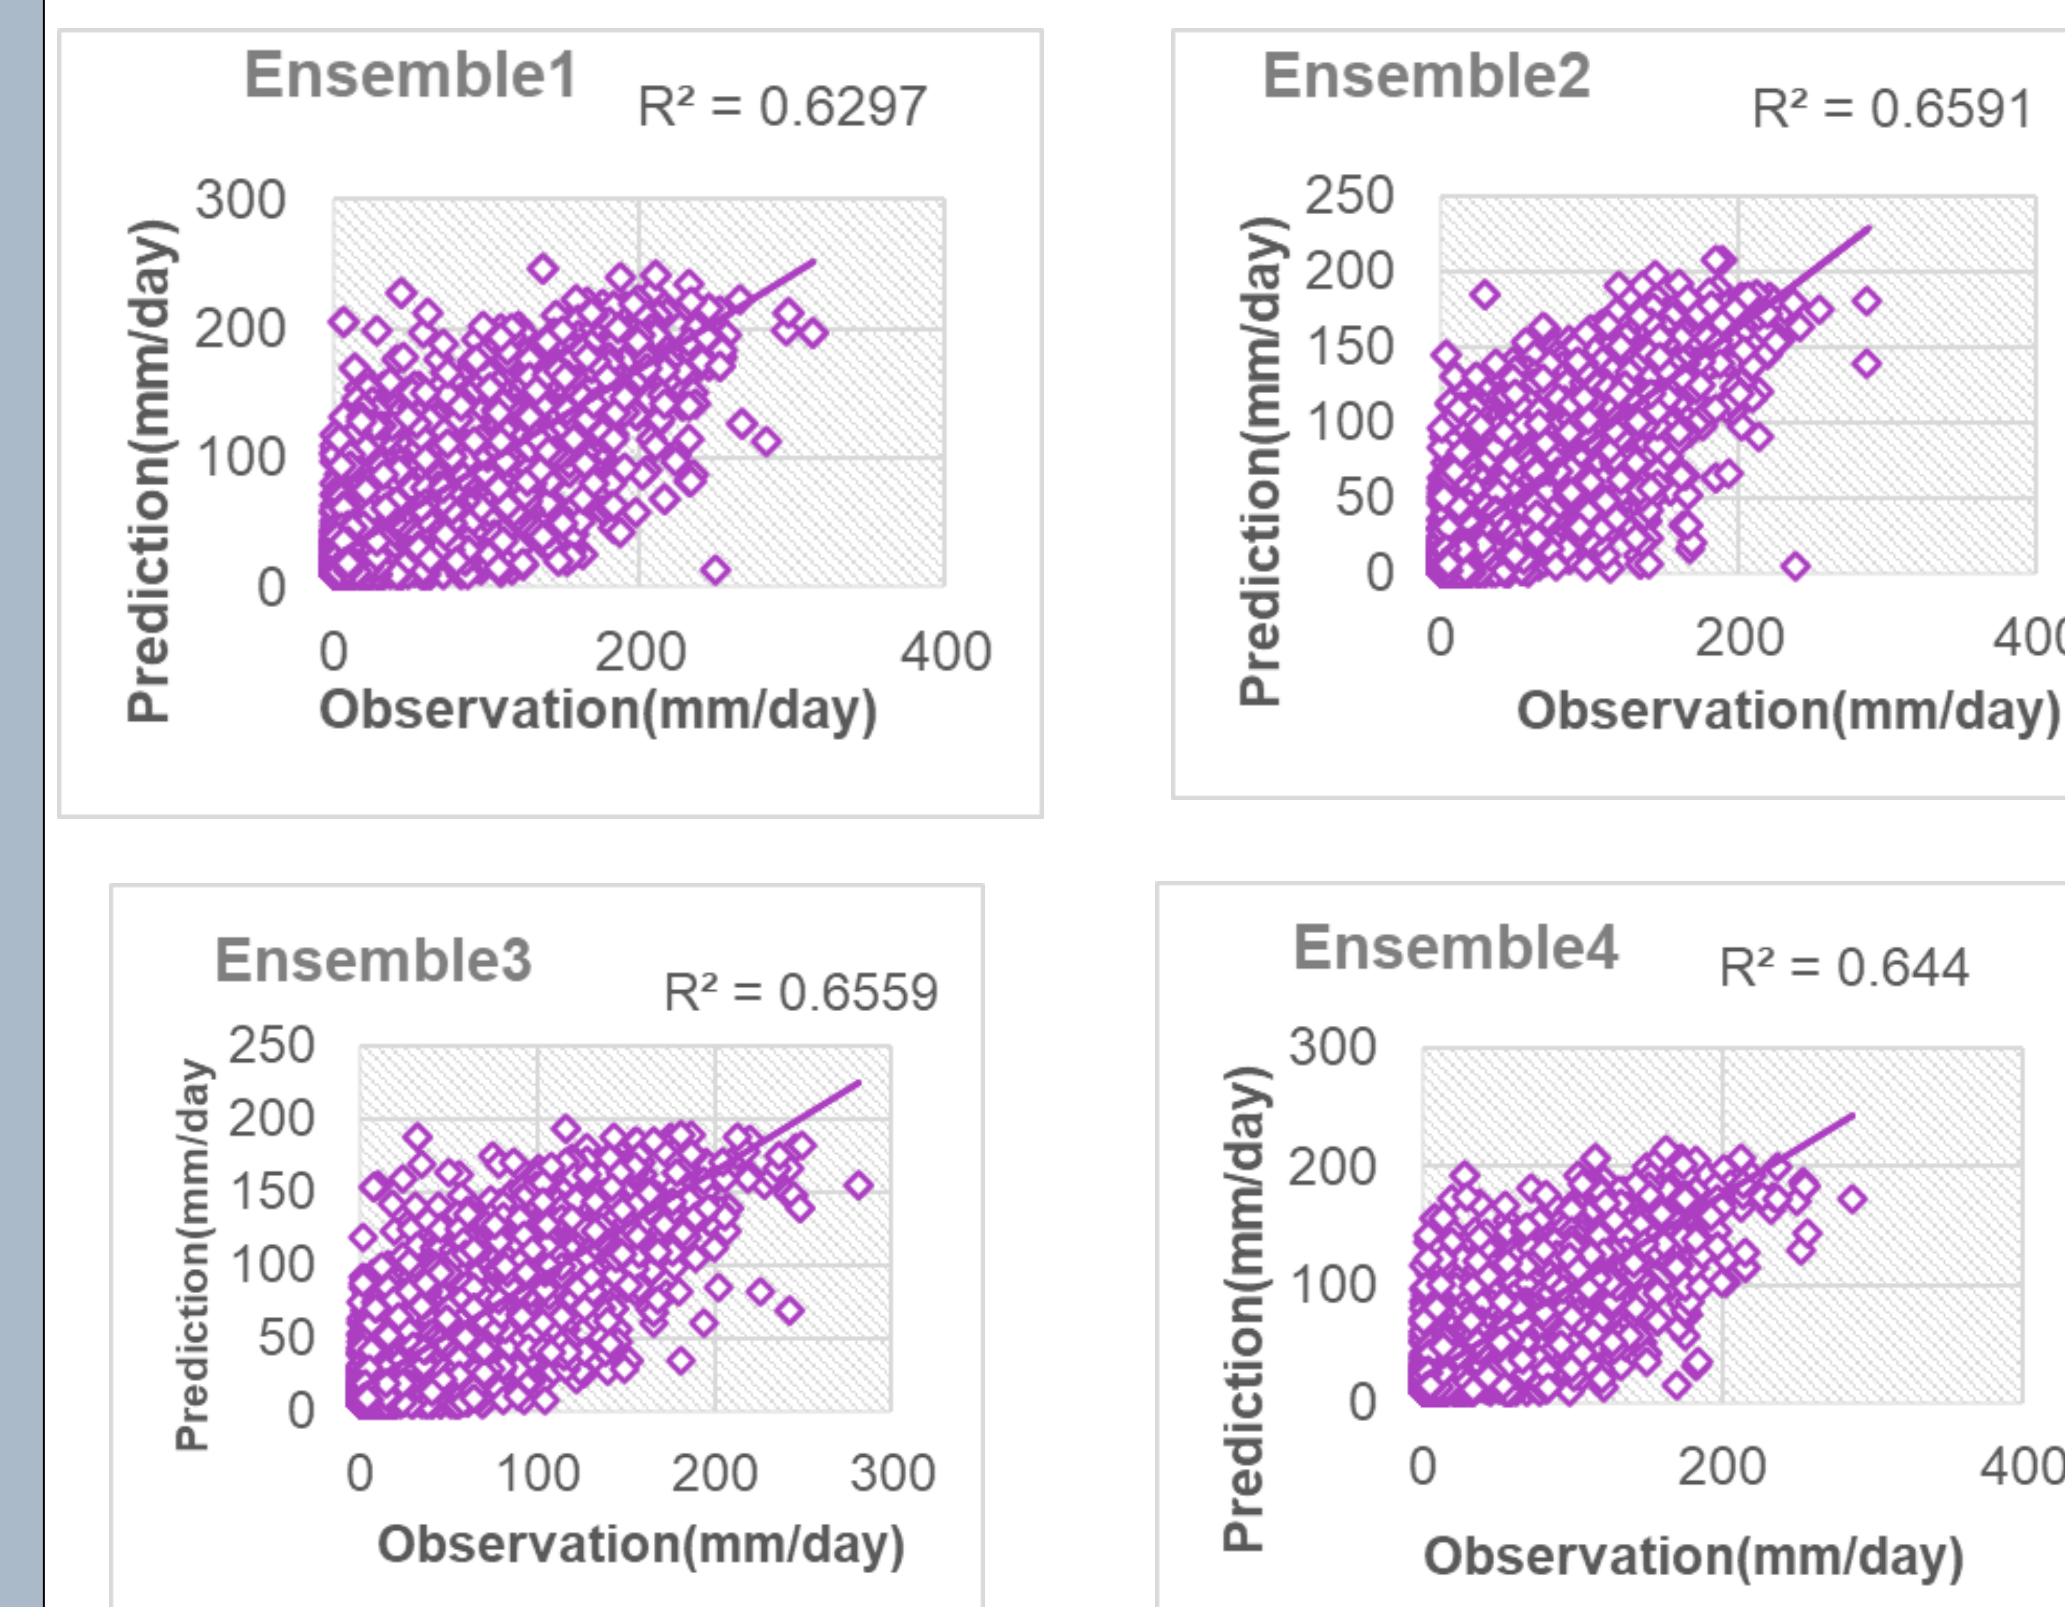 Ensemble1
R² = 0.6297
300
200
100
0
0 200 400
Prediction(mm/day)
Observation(mm/day)
Ensemble2
R² = 0.6591
250
200
150
100
50
0
0 200
Prediction(mm/day)
Observation(mm/day)
Ensemble3
R² = 0.6559
250
200
150
100
50
0
0 100 200 300
Prediction(mm/day
Observation(mm/day)
Ensemble4
R² = 0.644
300
200
100
0
0 200 400
Prediction(mm/day)
Observation(mm/day)